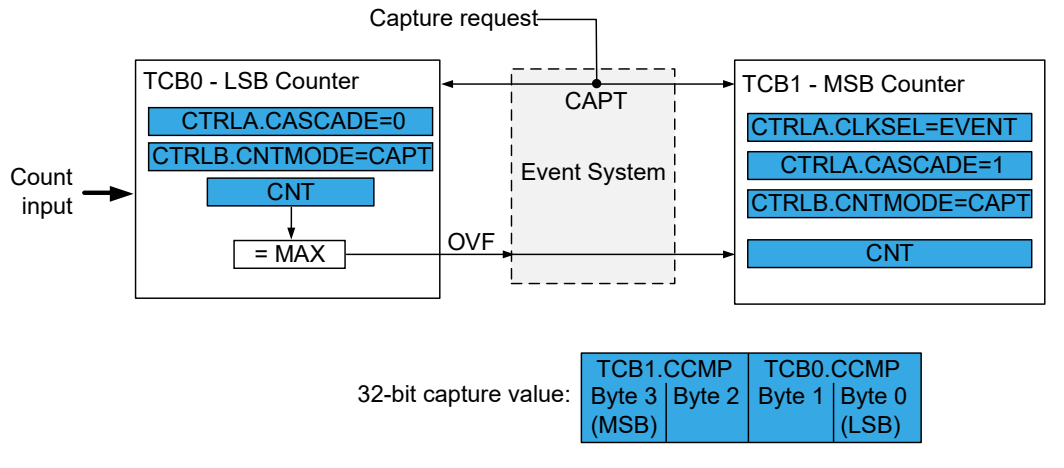 Capture request
TCB0 - LSB Counter
CTRLA.CASCADE=0
CTRLB.CNTMODE=CAPT
CNT
= MAX
Count
input
OVF
CAPT
Event System
TCB1 - MSB Counter
CTRLA.CLKSEL=EVENT
CTRLA.CASCADE=1
CTRLB.CNTMODE=CAPT
CNT
32-bit capture value:
TCB1.CCMP TCB0.CCMP
Byte 3 Byte 2 Byte 1 Byte 0
(MSB) (LSB)